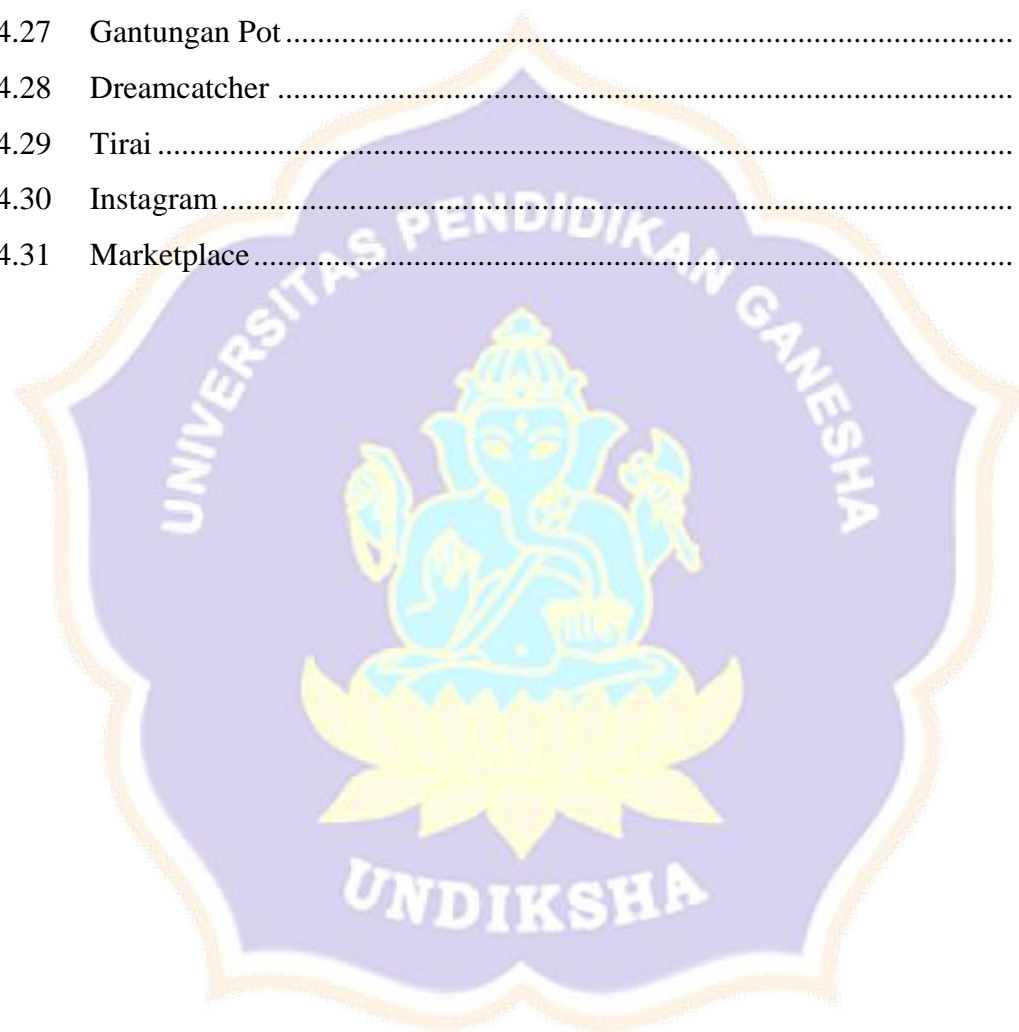 4.27 Gantungan Pot ................................................................................................
4.28 Dreamcatcher .................................................................................................
4.29 Tirai ................................................................................................................
4.30 Instagram ........................................................................................................
4.31 Marketplace ....................................................................................................
UNIVERSITAS PENDIDIKAN GANESHA
UNDIKSHA